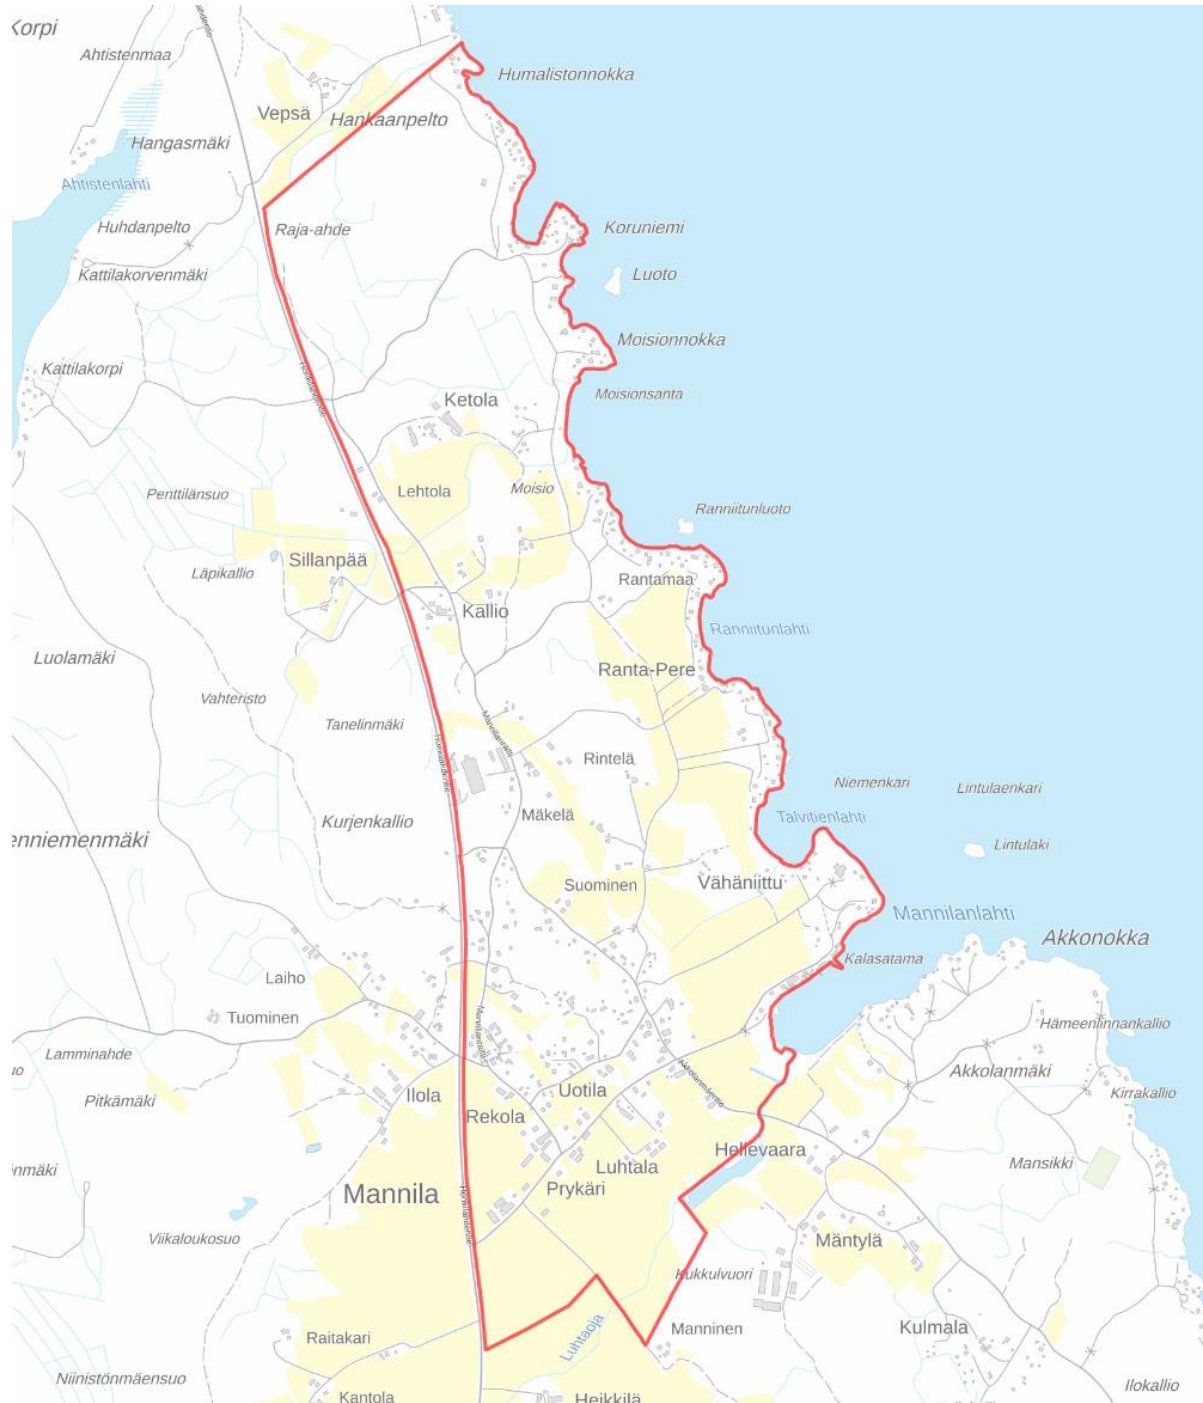 Korpi
Ahtistenmaa
Humalistonnokka
Vepsä
Hankaanpelto
Hangasmäki
Ahtistenlahti
Huhdanpelto
Raja-ahde
Koruniemi
Kattilakorvenmäki
Luoto
Moisionnokka
Kattilakorpi
Moisionsanta
Ketola
Lehtola
Moisio
Penttilänsuo
Ranniitunluoto
Sillanpää
Läpikallio
Rantamaa
Kallio
Ranniitunlahti
Luolamäki
Ranta-Pere
Vahteristo
Tanelinmäki
Mannilanraitti
Rintelä
Niemenkari
Lintulaenkari
Kurjenkallio
Mäkelä
Talvitienlahti
enniemenmäki
Lintulaki
Suominen
Vähäniittu
Mannilanlahti
Akkonokka
Kalasatama
Laiho
Tuominen
Hämeenlinnankallio
Lamminahde
Akkolanmäentie
Akkolanmäki
Pitkämäki
Ilola
Uotila
Kirrakallio
Rekola
Hellevaara
Luhtala
Mansikki
inmäki
Mannila
Prykäri
Viikaloukosuo
Mäntylä
Kukkulvuori
Raitakari
Luhtaoja
Manninen
Kulmala
Niinistönmäensuo
Kantola
Heikkilä
Ilokallio